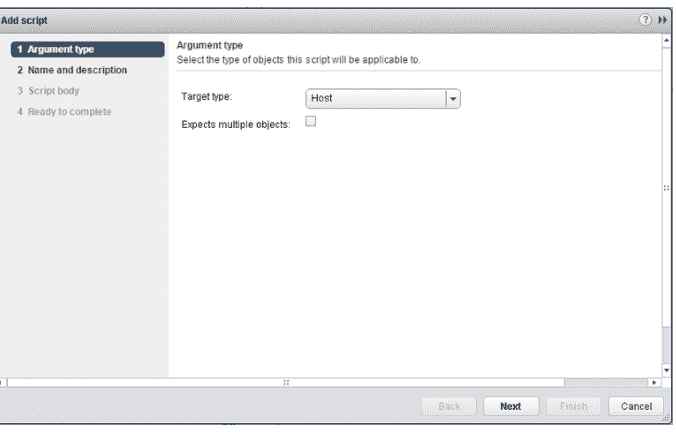 Add script
1 Argument type
2 Name and description
3 Script body
4 Ready to complete
Argument type
Select the type of objects this script will be applicable to.
Target type:
Host
Expects multiple objects:
Back
Next
Finish
Cancel